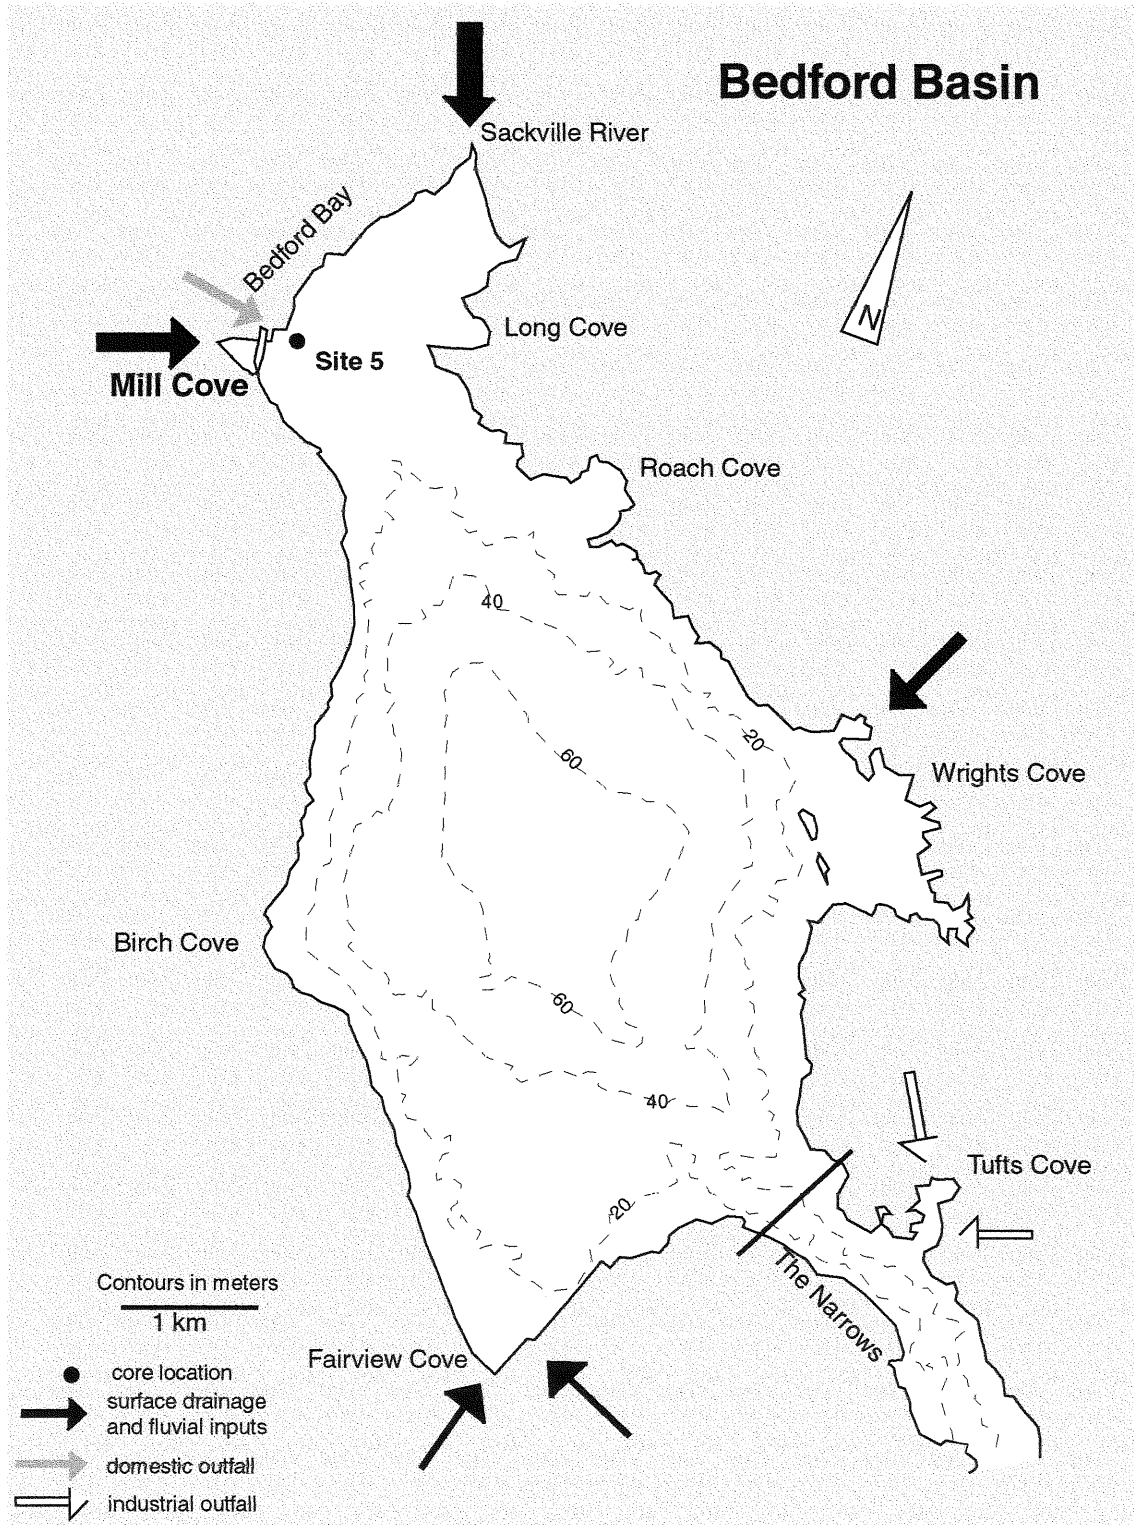 Bedford Basin
Sackville River
Bedford Bay
N
Long Cove
Site 5
Mill Cove
Roach Cove
40
20
60
Wrights Cove
Birch Cove
60
40
Tufts Cove
20
The Narrows
Contours in meters
1 km
Fairview Cove
core location
surface drainage
and fluvial inputs
domestic outfall
industrial outfall